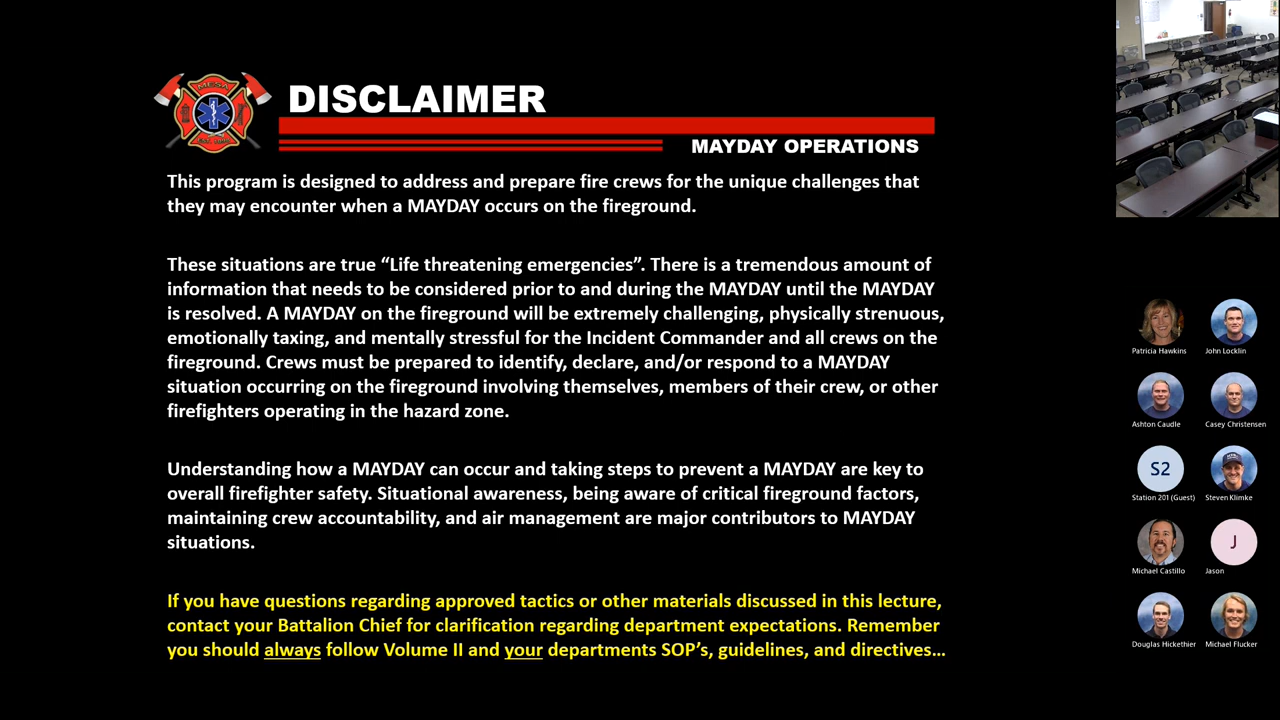 MESA
DISCLAIMER
MAYDAY OPERATIONS
This program is designed to address and prepare fire crews for the unique challenges that
they may encounter when a MAYDAY occurs on the fireground.
These situations are true “Life threatening emergencies”. There is a tremendous amount of
information that needs to be considered prior to and during the MAYDAY until the MAYDAY
is resolved. A MAYDAY on the fireground will be extremely challenging, physically strenuous,
emotionally taxing, and mentally stressful for the Incident Commander and all crews on the
fireground. Crews must be prepared to identify, declare, and/or respond to a MAYDAY
situation occurring on the fireground involving themselves, members of their crew, or other
firefighters operating in the hazard zone.
Understanding how a MAYDAY can occur and taking steps to prevent a MAYDAY are key to
overall firefighter safety. Situational awareness, being aware of critical fireground factors,
maintaining crew accountability, and air management are major contributors to MAYDAY
situations.
If you have questions regarding approved tactics or other materials discussed in this lecture,
contact your Battalion Chief for clarification regarding department expectations. Remember
you should always follow Volume II and your departments SOP’s, guidelines, and directives…
Patricia Hawkins
John Locklin
Ashton Caudle
Casey Christensen
S2
Station 201 (Guest)
Steven Klimke
Michael Castillo
J
Jason
Douglas Hickethier
Michael Flucker